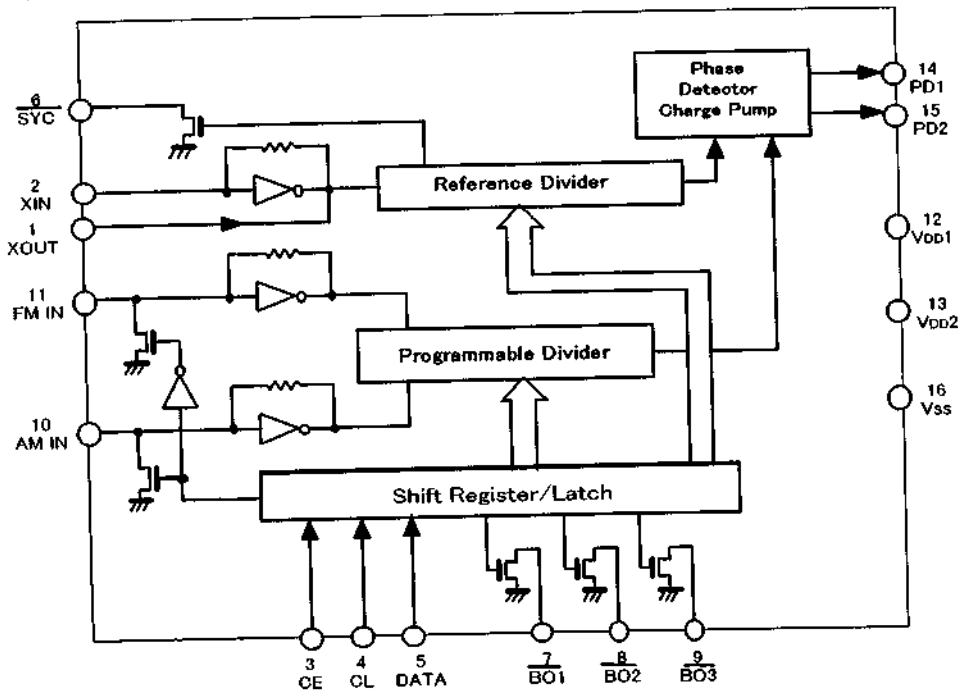 Phase
Detector
Charge Pump
14
PD1
15
PD2
6
SYC
Reference Divider
2
XIN
1
XOUT
12
VDD1
11
FM IN
13
VDD2
Programmable Divider
16
VSS
10
AM IN
Shift Register/Latch
3
CE
4
CL
5
DATA
7
BO1
8
BO2
9
BO3